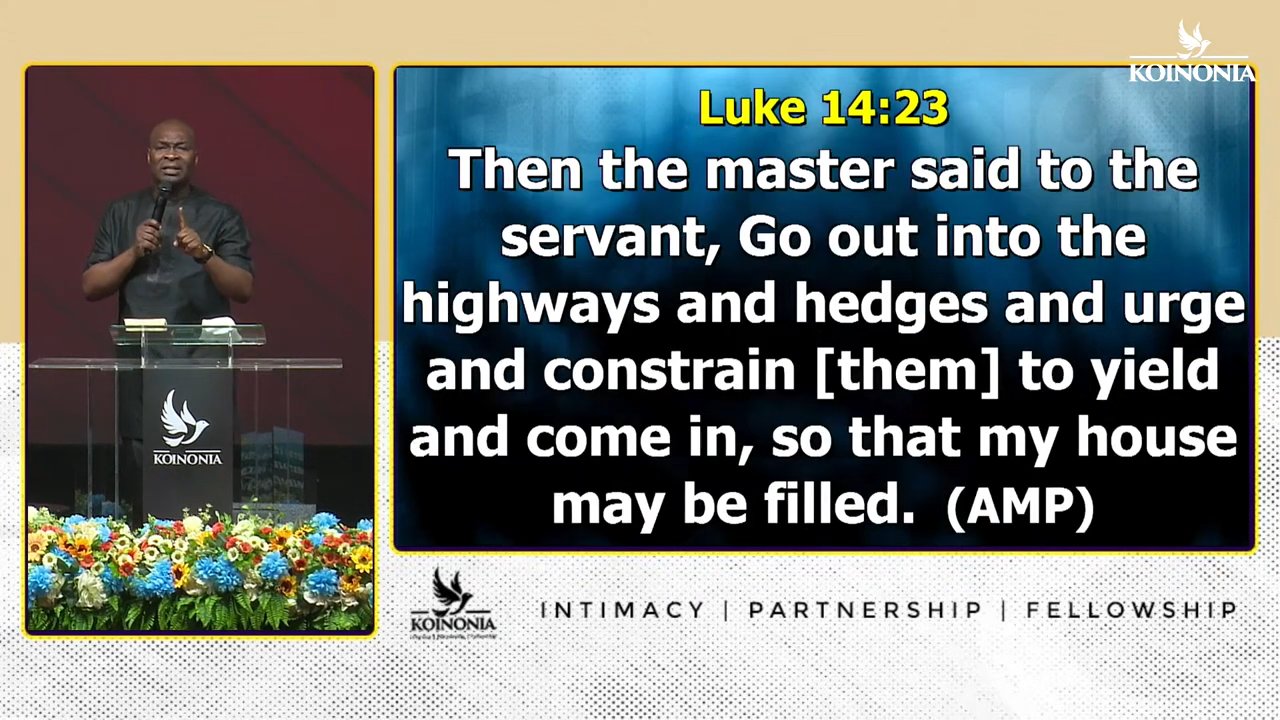 KOINONIA
Luke 14:23
Then the master said to the
servant, Go out into the
highways and hedges and urge
and constrain [them] to yield
and come in, so that my house
may be filled. (AMP)
KOINONIA
KOINONIA
INTIMACY | PARTNERSHIP | FELLOWSHIP